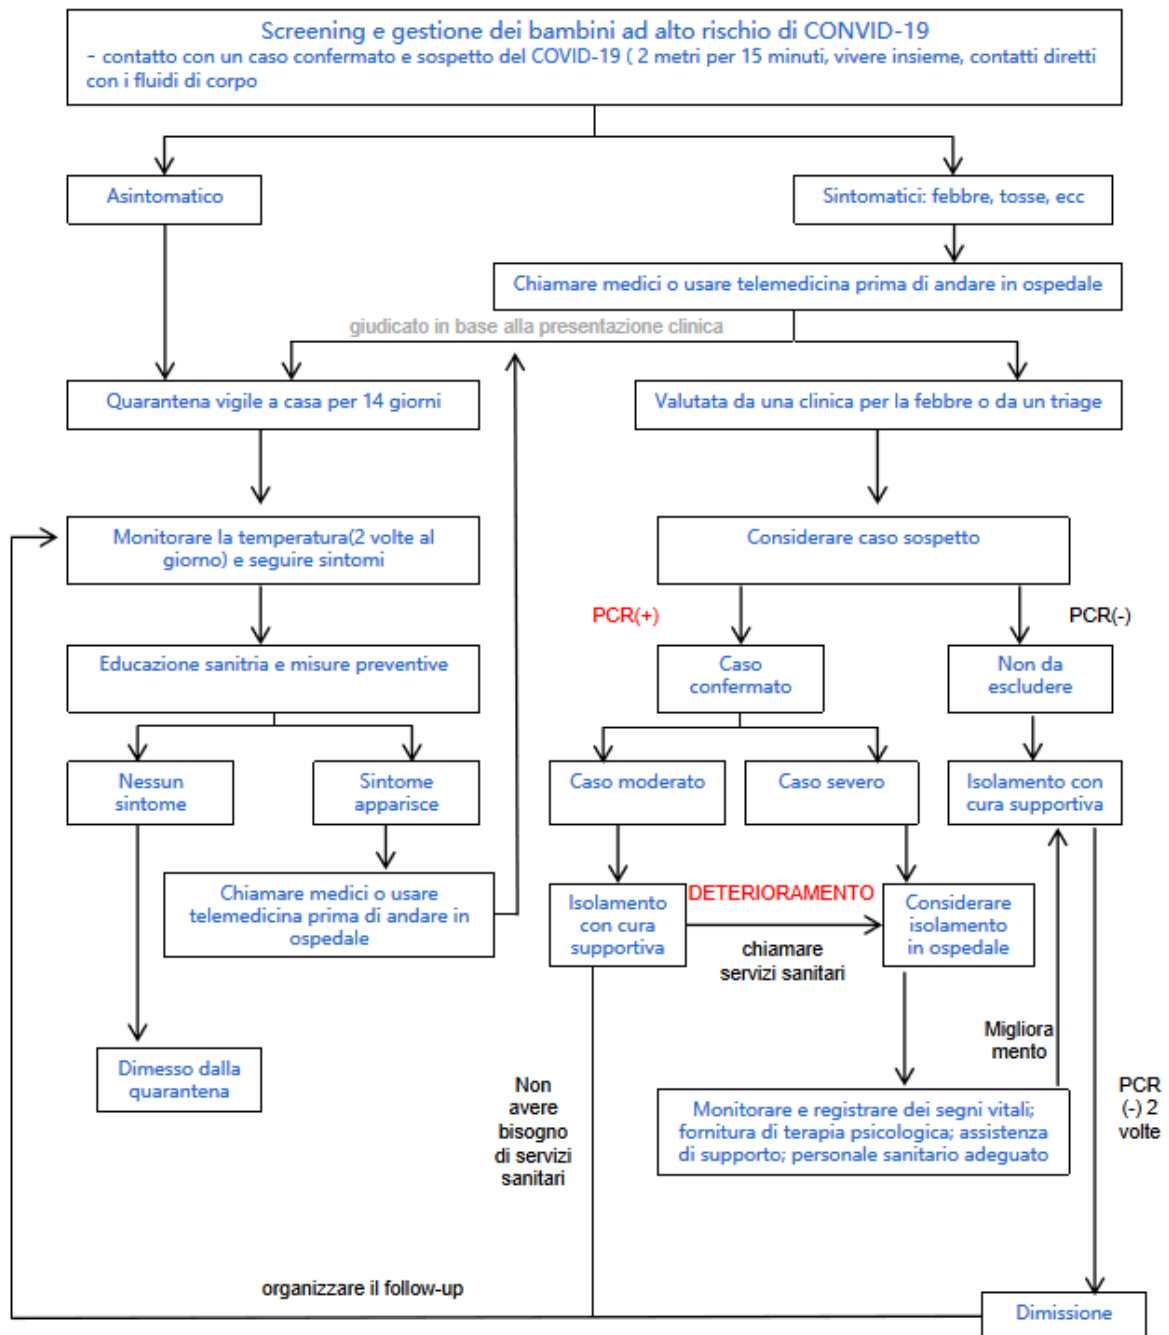 Screening e gestione dei bambini ad alto rischio di CONVID-19
- contatto con un caso confermato e sospetto del COVID-19 ( 2 metri per 15 minuti, vivere insieme, contatti diretti
con i fluidi di corpo
Asintomatico
Sintomatici: febbre, tosse, ecc
Chiamare medici o usare telemedicina prima di andare in ospedale
giudicato in base alla presentazione clinica
Quarantena vigile a casa per 14 giorni
Valutata da una clinica per la febbre o da un triage
Monitorare la temperatura(2 volte al
giorno) e seguire sintomi
Considerare caso sospetto
PCR(+)
PCR(-)
Educazione sanitria e misure preventive
Caso
confermato
Non da
escludere
Nessun
sintome
Sintome
apparisce
Caso moderato
Caso severo
Isolamento con
cura supportiva
Chiamare medici o usare
telemedicina prima di andare in
ospedale
Isolamento
con cura
supportiva
DETERIORAMENTO
chiamare
servizi sanitari
Considerare
isolamento
in ospedale
Migliora
mento
Dimesso dalla
quarantena
Non
avere
bisogno
di servizi
sanitari
Monitorare e registrare dei segni vitali;
fornitura di terapia psicologica; assistenza
di supporto; personale sanitario adeguato
PCR
(-) 2
volte
organizzare il follow-up
Dimissione